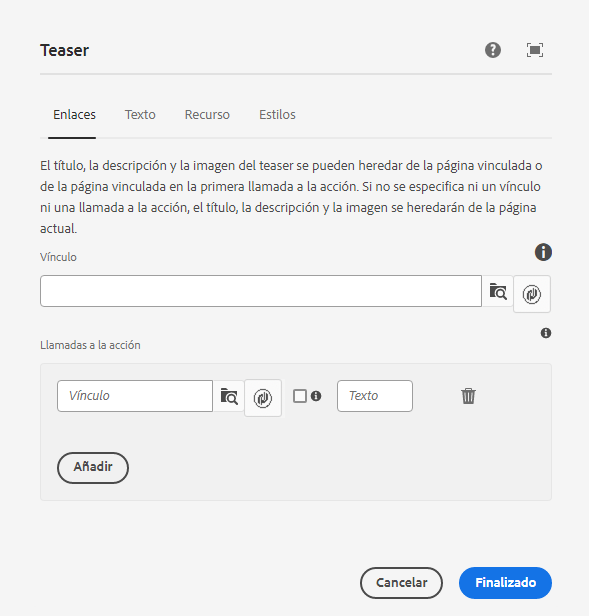 Teaser
Enlaces Texto Recurso Estilos
El título, la descripción y la imagen del teaser se pueden heredar de la página vinculada o
de la página vinculada en la primera llamada a la acción. Si no se especifica ni un vínculo
ni una llamada a la acción, el título, la descripción y la imagen se heredarán de la página
actual.
Vínculo
Llamadas a la acción
Vínculo Texto
Añadir
Cancelar Finalizado